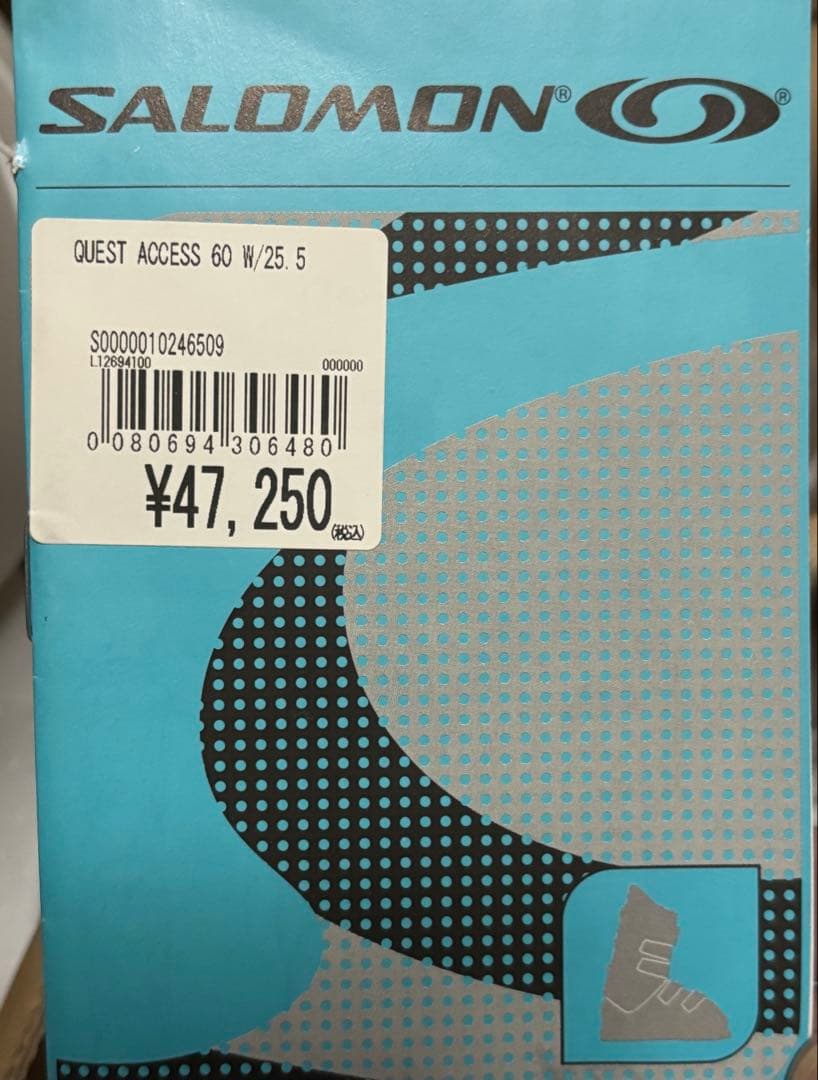 SALOMON® ®
QUEST ACCESS 60 W/25.5
S0000010246509
L12694100 000000
0 080694 306480
¥47,250(税込)